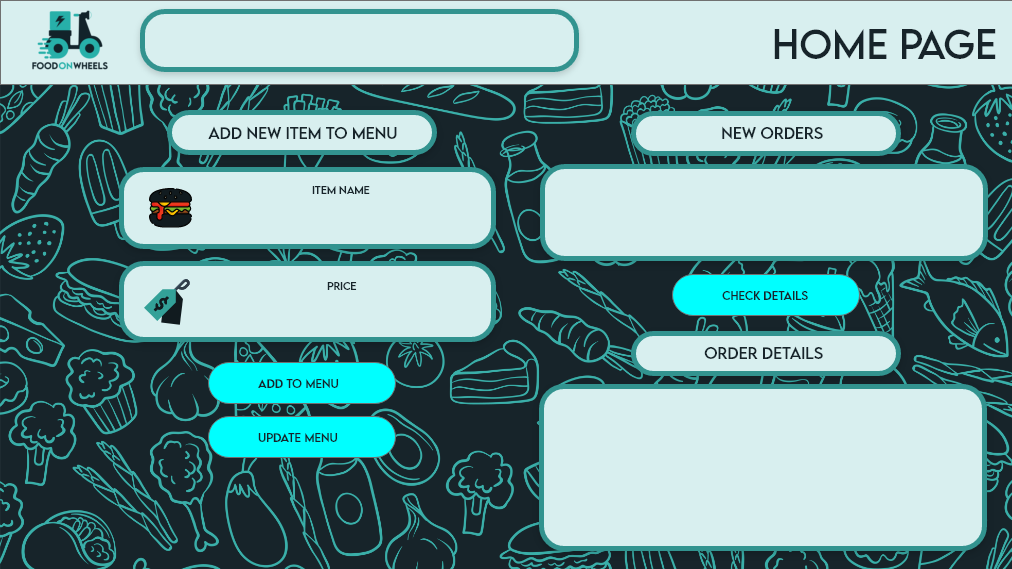 FOODONWHEELS
HOME PAGE
ADD NEW ITEM TO MENU
ITEM NAME
PRICE
ADD TO MENU
UPDATE MENU
NEW ORDERS
CHECK DETAILS
ORDER DETAILS